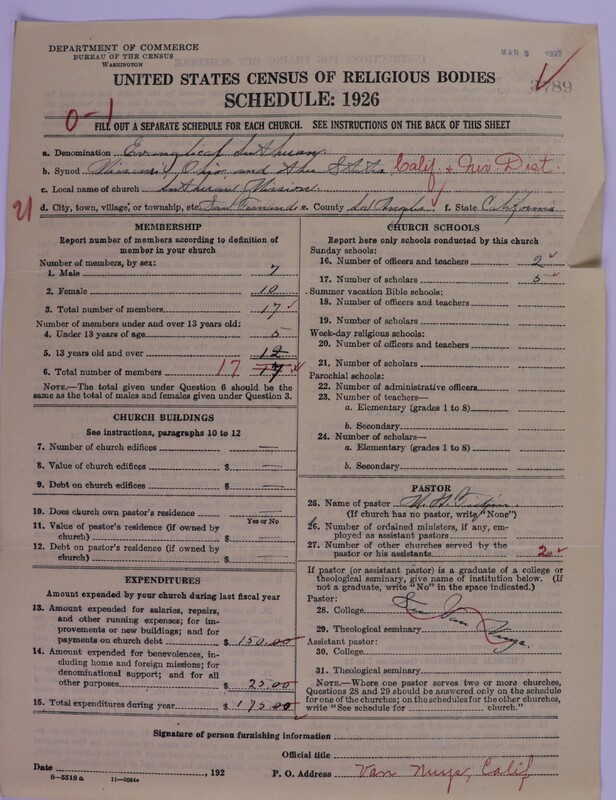 DEPARTMENT OF COMMERCE
BUREAU OF THE CENSUS
WASHINGTON
MAR 8 1927
3789
UNITED STATES CENSUS OF RELIGIOUS BODIES
SCHEDULE: 1926
0-1
FILL OUT A SEPARATE SCHEDULE FOR EACH CHURCH. SEE INSTRUCTIONS ON THE BACK OF THIS SHEET
a. Denomination Evanglical Lutheran
b. Synod Missouri, Ohio and other States Calif. + Nev. Dist.
c. Local name of church Lutheran Mission
21
d. City, town, village, or township, etc. San Fernando e. County Los Angeles f. State California
MEMBERSHIP
Report number of members according to definition of
member in your church
Number of members, by sex:
1. Male 7
2. Female 10
3. Total number of members 17
Number of members under and over 13 years old:
4. Under 13 years of age 5
5. 13 years old and over 12
6. Total number of members 17 17
NOTE.—The total given under Question 6 should be
same as the total of males and females given under Question 3.
CHURCH BUILDINGS
See instructions, paragraphs 10 to 12
7. Number of church edifices —
8. Value of church edifices $ —
9. Debt on church edifices $ —
10. Does church own pastor's residence —
Yes or No
11. Value of pastor's residence (if owned by
church) $ —
12. Debt on pastor's residence (if owned by
church) $ —
EXPENDITURES
Amount expended by your church during last fiscal year
13. Amount expended for salaries, repairs,
and other running expenses; for im-
provements or new buildings; and for
payments on church debt $ 150.00
14. Amount expended for benevolences, in-
cluding home and foreign missions; for
denominational support; and for all
other purposes $ 25.00
15. Total expenditures during year $ 175.00
CHURCH SCHOOLS
Report here only schools conducted by this church
Sunday schools:
16. Number of officers and teachers 2
17. Number of scholars 5
Summer vacation Bible schools:
18. Number of officers and teachers
19. Number of scholars
Week-day religious schools:
20. Number of officers and teachers
21. Number of scholars
Parochial schools:
22. Number of administrative officers
23. Number of teachers—
a. Elementary (grades 1 to 8)
b. Secondary
24. Number of scholars—
a. Elementary (grades 1 to 8)
b. Secondary
PASTOR
25. Name of pastor W. H.
(If church has no pastor, write "None")
26. Number of ordained ministers, if any, em-
ployed as assistant pastors
27. Number of other churches served by the
pastor or his assistants 2
If pastor (or assistant pastor) is a graduate of a college or
theological seminary, give name of institution below. (If
not a graduate, write "No" in the space indicated.)
Pastor:
28. College See Van Nuys.
29. Theological seminary
Assistant pastor:
30. College
31. Theological seminary
NOTE.—Where one pastor serves two or more churches,
Questions 28 and 29 should be answered only on the schedule
for one of the churches; on the schedules for the other churches,
write "See schedule for church."
Signature of person furnishing information
Official title
Date , 192 P. O. Address Van Nuys, Calif
8-5518 a